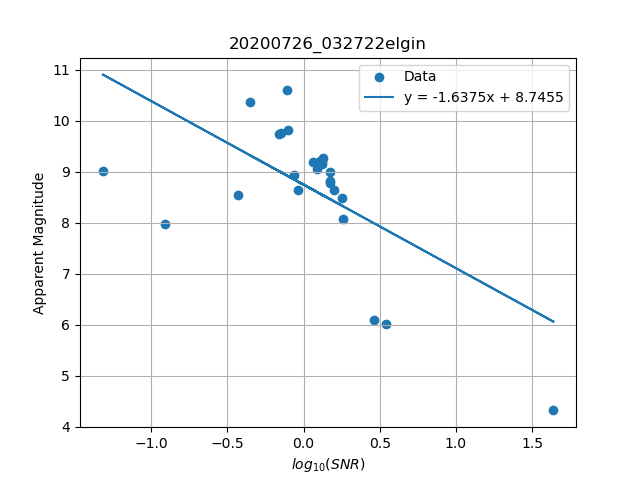 20200726_032722elgin
Data
y = -1.6375x + 8.7455
11
10
9
8
7
6
5
4
Apparent Magnitude
−1.0 −0.5 0.0 0.5 1.0 1.5
log₁₀(SNR)